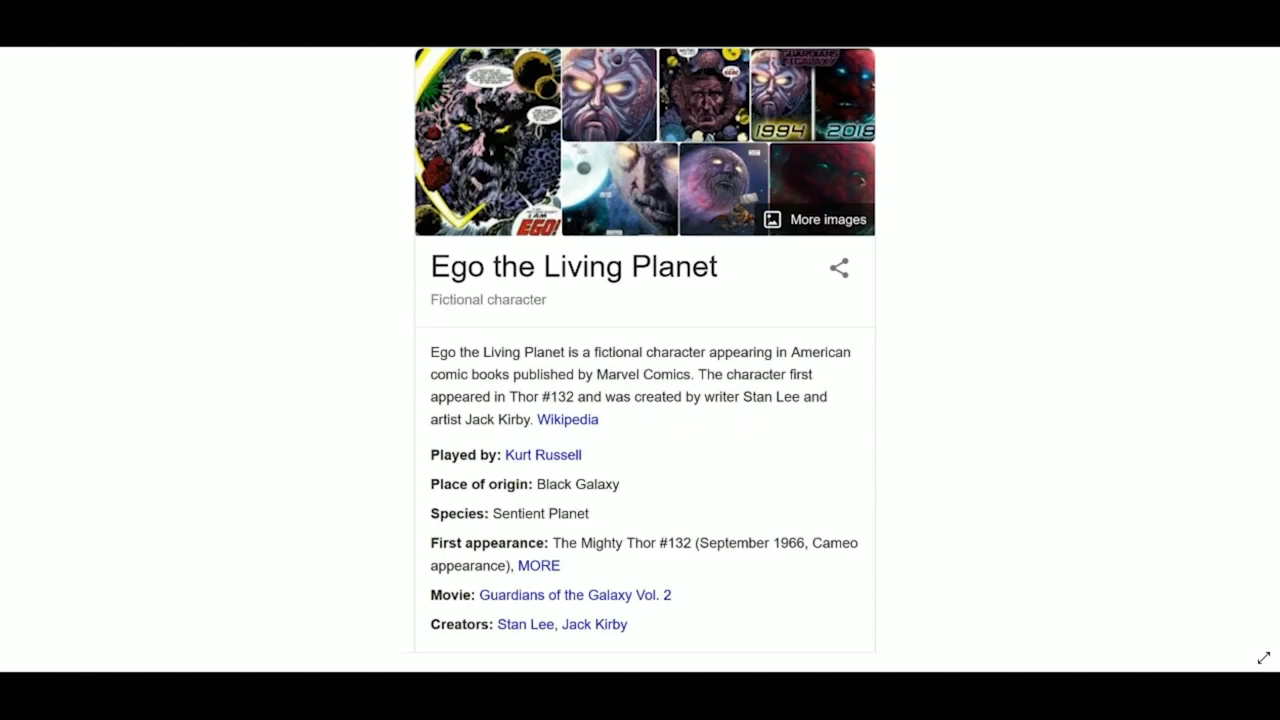 I AM
EGO!
GUARDIANS
GALAXY
1994
2018
More images
Ego the Living Planet
Fictional character
Ego the Living Planet is a fictional character appearing in American
comic books published by Marvel Comics. The character first
appeared in Thor #132 and was created by writer Stan Lee and
artist Jack Kirby. Wikipedia
Played by: Kurt Russell
Place of origin: Black Galaxy
Species: Sentient Planet
First appearance: The Mighty Thor #132 (September 1966, Cameo
appearance), MORE
Movie: Guardians of the Galaxy Vol. 2
Creators: Stan Lee, Jack Kirby